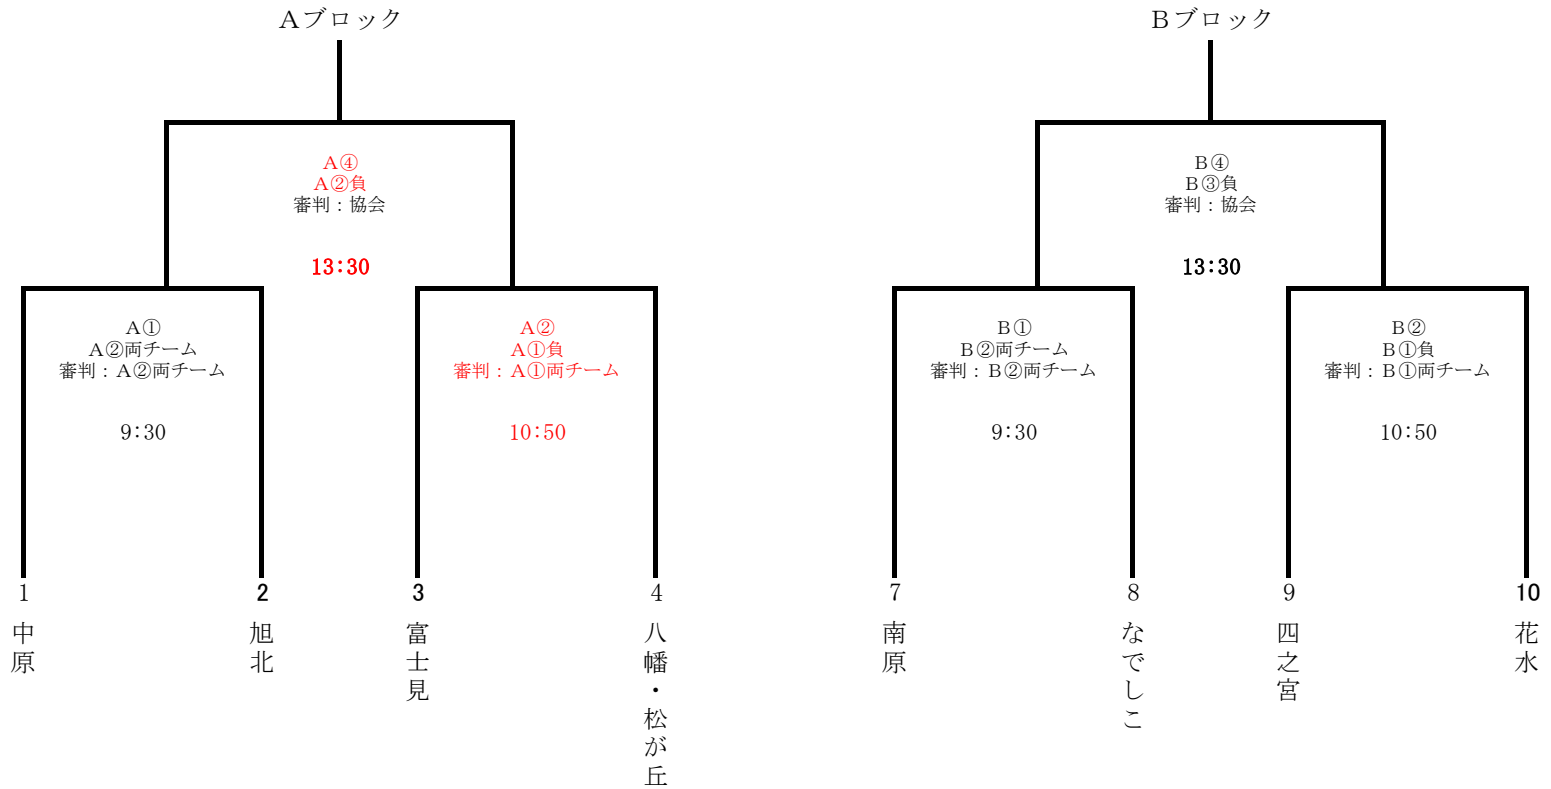 Aブロック
Bブロック
A④
A②負
審判：協会
13:30
B④
B③負
審判：協会
13:30
A①
A②両チーム
審判：A②両チーム
9:30
A②
A①負
審判：A①両チーム
10:50
B①
B②両チーム
審判：B②両チーム
9:30
B②
B①負
審判：B①両チーム
10:50
1
中原
2
旭北
3
富士見
4
八幡・松が丘
7
南原
8
なでしこ
9
四之宮
10
花水